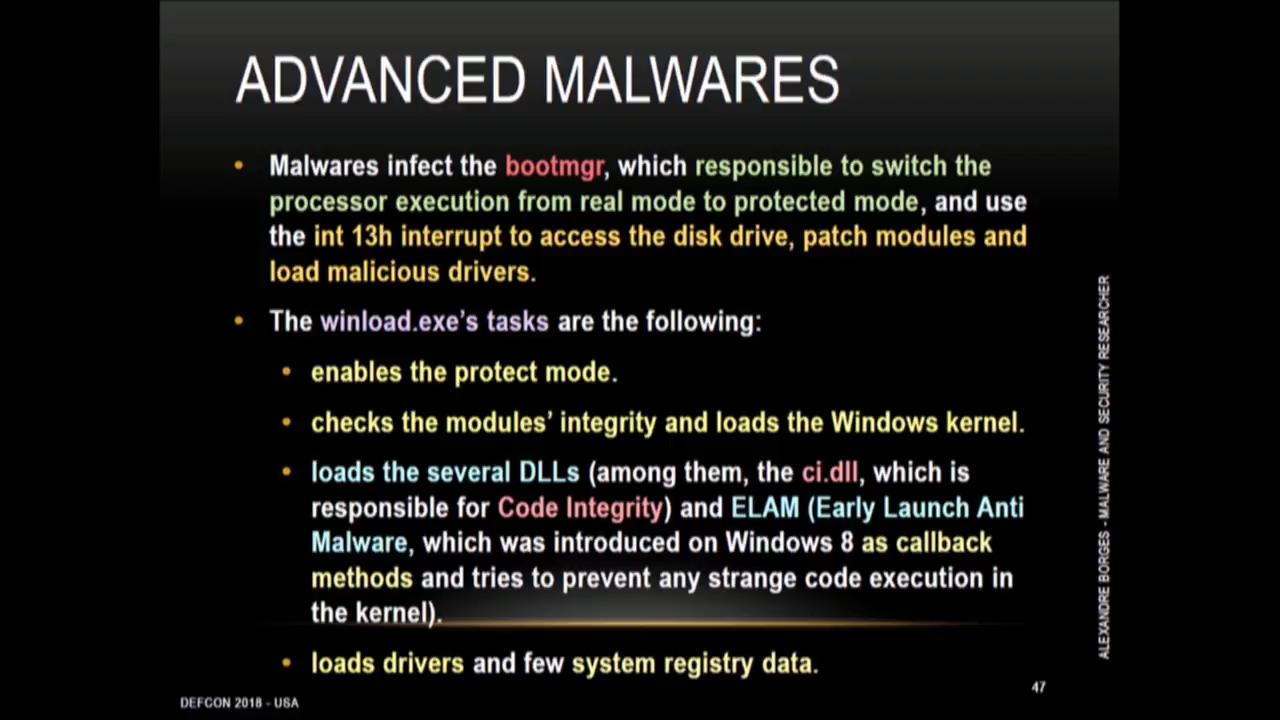 ADVANCED MALWARES
• Malwares infect the bootmgr, which responsible to switch the
processor execution from real mode to protected mode, and use
the int 13h interrupt to access the disk drive, patch modules and
load malicious drivers.
• The winload.exe's tasks are the following:
• enables the protect mode.
• checks the modules' integrity and loads the Windows kernel.
• loads the several DLLs (among them, the ci.dll, which is
responsible for Code Integrity) and ELAM (Early Launch Anti
Malware, which was introduced on Windows 8 as callback
methods and tries to prevent any strange code execution in
the kernel).
• loads drivers and few system registry data.
ALEXANDRE BORGES - MALWARE AND SECURITY RESEARCHER
47
DEFCON 2018 - USA